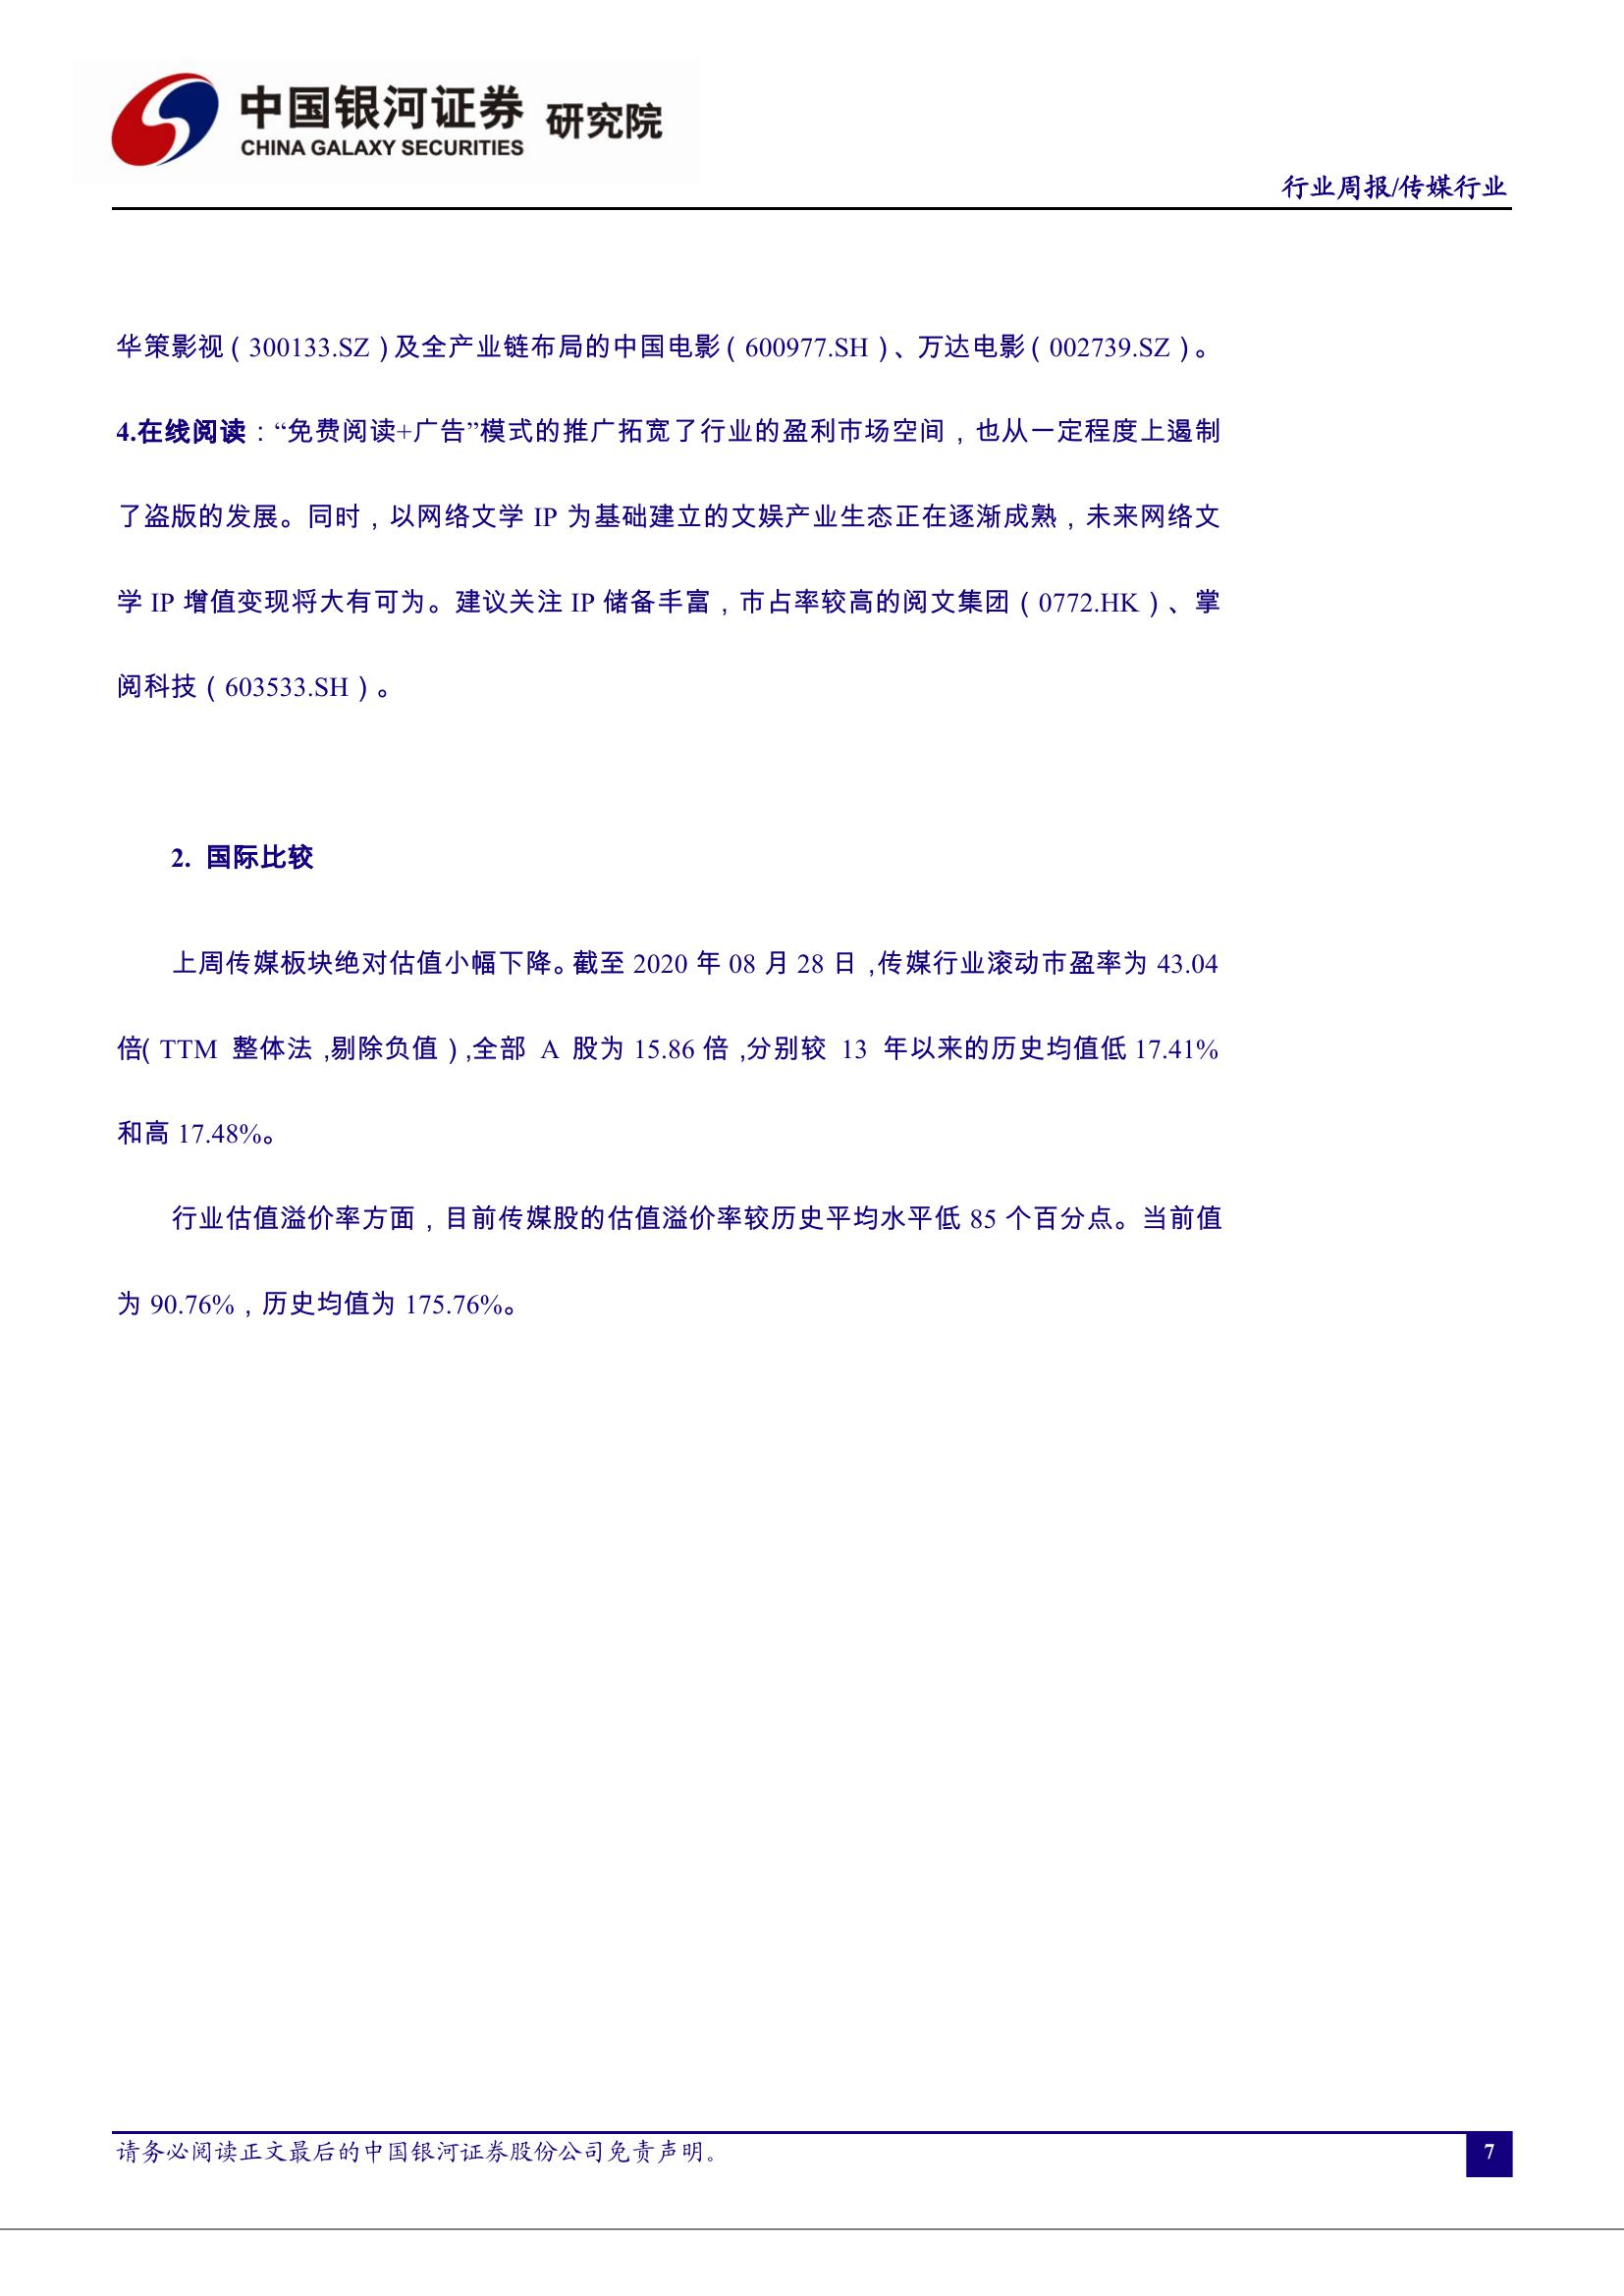 中国银河证券 研究院
CHINA GALAXY SECURITIES
行业周报/传媒行业
华策影视（300133.SZ）及全产业链布局的中国电影（600977.SH）、万达电影（002739.SZ）。
4.在线阅读：“免费阅读+广告”模式的推广拓宽了行业的盈利市场空间，也从一定程度上遏制
了盗版的发展。同时，以网络文学 IP 为基础建立的文娱产业生态正在逐渐成熟，未来网络文
学 IP 增值变现将大有可为。建议关注 IP 储备丰富，市占率较高的阅文集团（0772.HK）、掌
阅科技（603533.SH）。
2. 国际比较
上周传媒板块绝对估值小幅下降。截至 2020 年 08 月 28 日，传媒行业滚动市盈率为 43.04
倍（TTM 整体法，剔除负值），全部 A 股为 15.86 倍，分别较 13 年以来的历史均值低 17.41%
和高 17.48%。
行业估值溢价率方面，目前传媒股的估值溢价率较历史平均水平低 85 个百分点。当前值
为 90.76%，历史均值为 175.76%。
请务必阅读正文最后的中国银河证券股份公司免责声明。
7